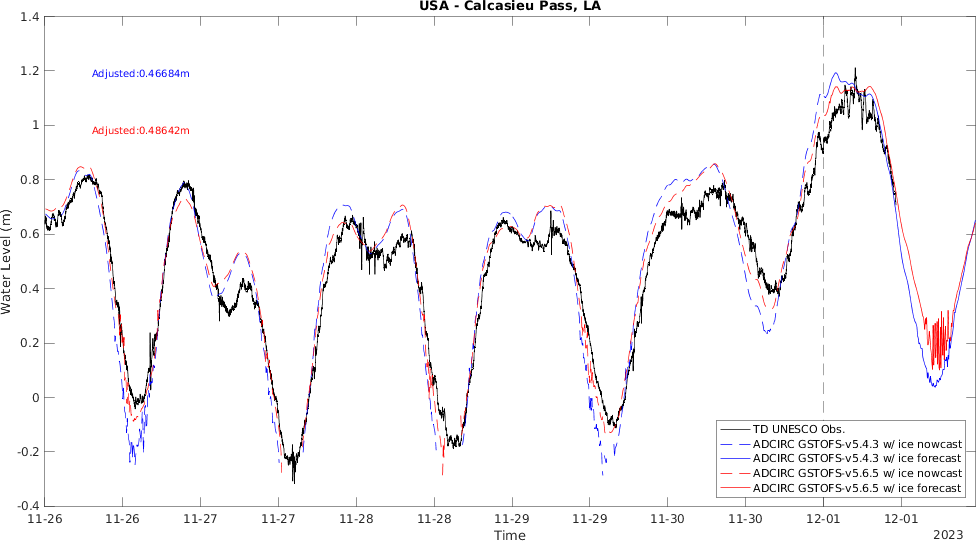 USA - Calcasieu Pass, LA
1.4
1.2
1
0.8
0.6
0.4
0.2
0
-0.2
-0.4
Water Level (m)
Adjusted:0.46684m
Adjusted:0.48642m
TD UNESCO Obs.
ADCIRC GSTOFS-v5.4.3 w/ ice nowcast
ADCIRC GSTOFS-v5.4.3 w/ ice forecast
ADCIRC GSTOFS-v5.6.5 w/ ice nowcast
ADCIRC GSTOFS-v5.6.5 w/ ice forecast
11-26 11-26 11-27 11-27 11-28 11-28 11-29 11-29 11-30 11-30 12-01 12-01
Time
2023